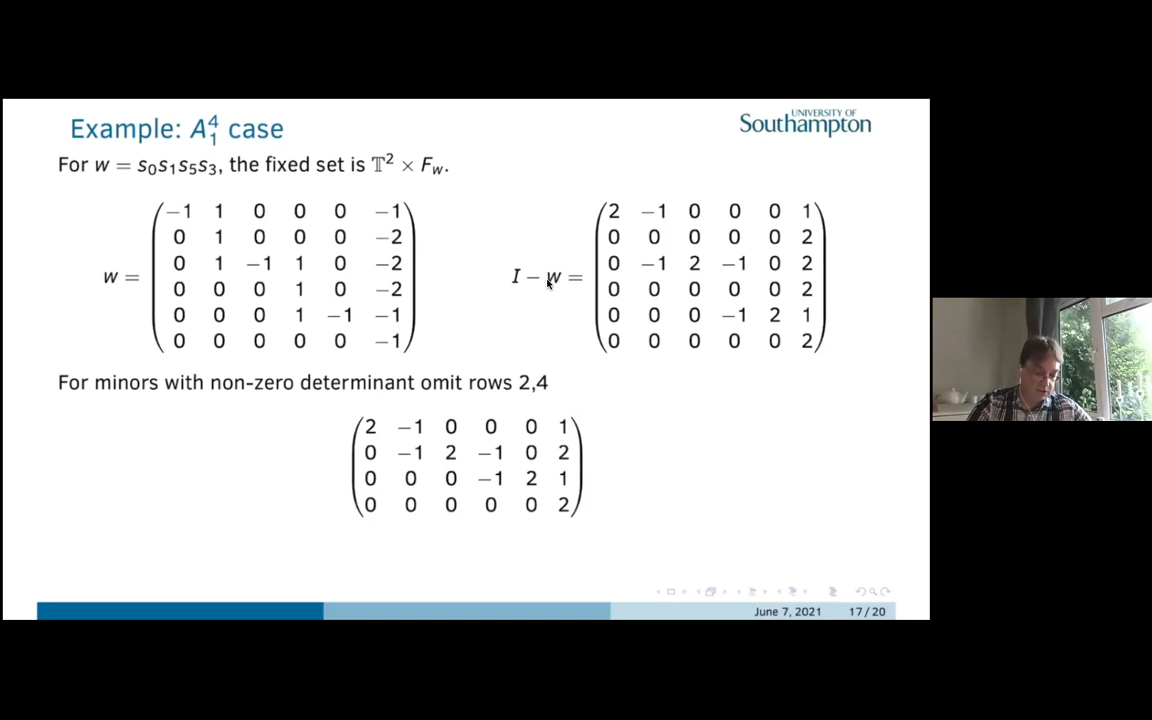 Example: A₁⁴ case
UNIVERSITY OF
Southampton
For w = s₀s₁s₅s₃, the fixed set is 𝕋² × F_w.
w =
−1 1 0 0 0 −1
0 1 0 0 0 −2
0 1 −1 1 0 −2
0 0 0 1 0 −2
0 0 0 1 −1 −1
0 0 0 0 0 −1
I − w =
2 −1 0 0 0 1
0 0 0 0 0 2
0 −1 2 −1 0 2
0 0 0 0 0 2
0 0 0 −1 2 1
0 0 0 0 0 2
For minors with non-zero determinant omit rows 2,4
2 −1 0 0 0 1
0 −1 2 −1 0 2
0 0 0 −1 2 1
0 0 0 0 0 2
June 7, 2021 17/20